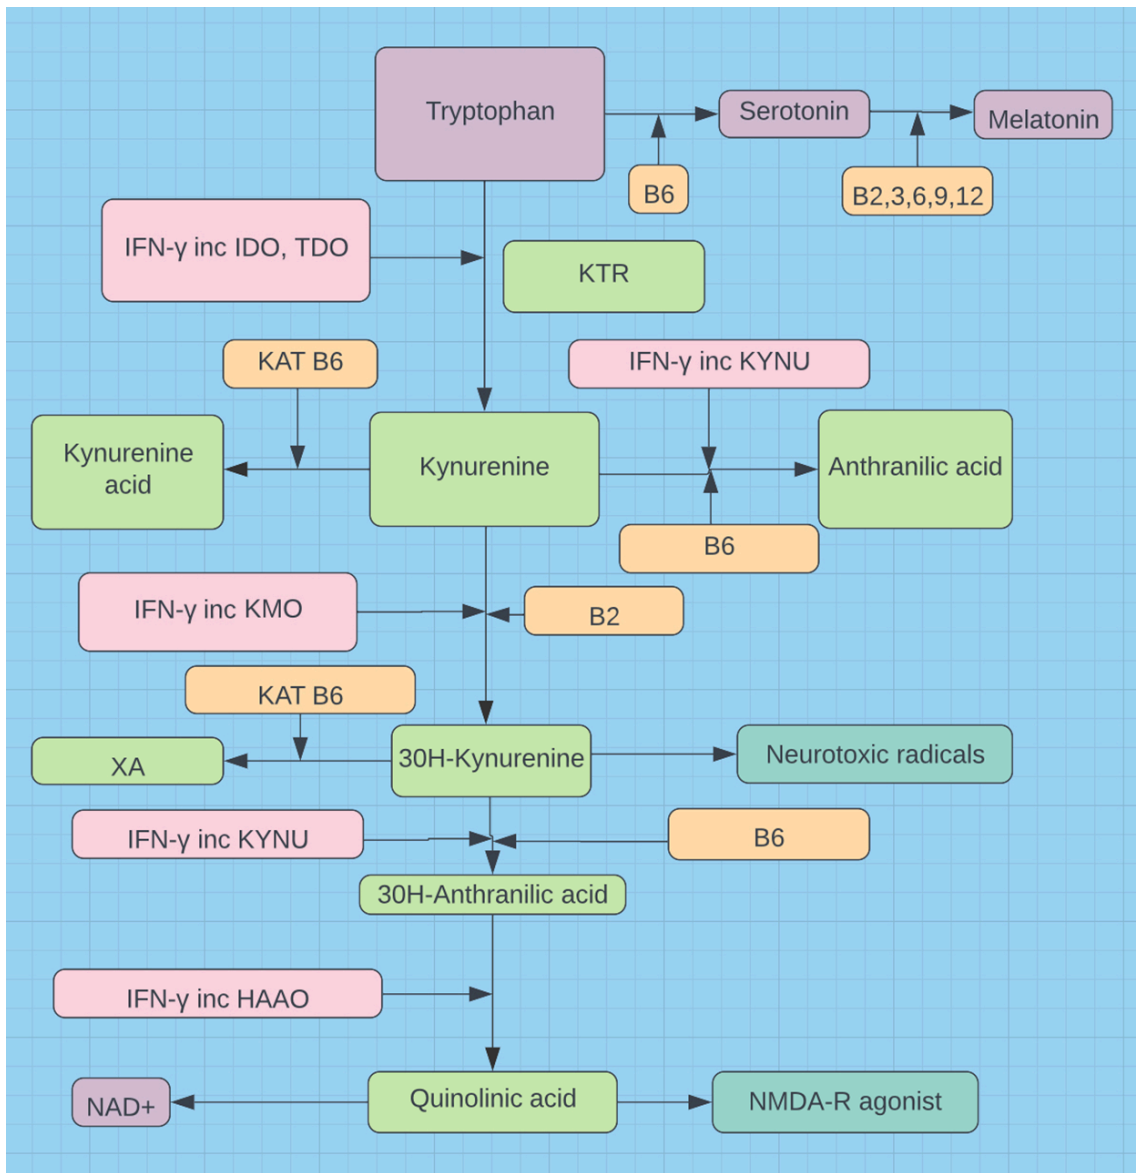 Tryptophan
Serotonin
Melatonin
B6
B2,3,6,9,12
IFN-γ inc IDO, TDO
KTR
KAT B6
IFN-γ inc KYNU
Kynurenine
acid
Kynurenine
Anthranilic acid
B6
IFN-γ inc KMO
B2
KAT B6
XA
30H-Kynurenine
Neurotoxic radicals
IFN-γ inc KYNU
B6
30H-Anthranilic acid
IFN-γ inc HAAO
NAD+
Quinolinic acid
NMDA-R agonist